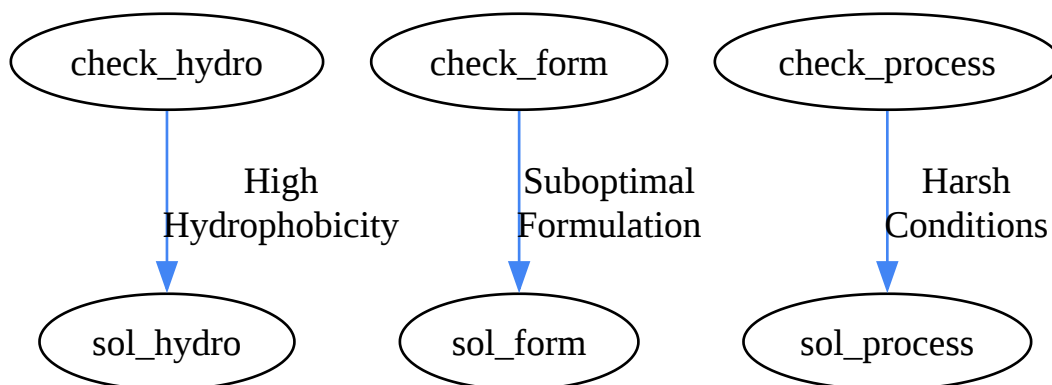 check_hydro
check_form
check_process
High
Hydrophobicity
Suboptimal
Formulation
Harsh
Conditions
sol_hydro
sol_form
sol_process